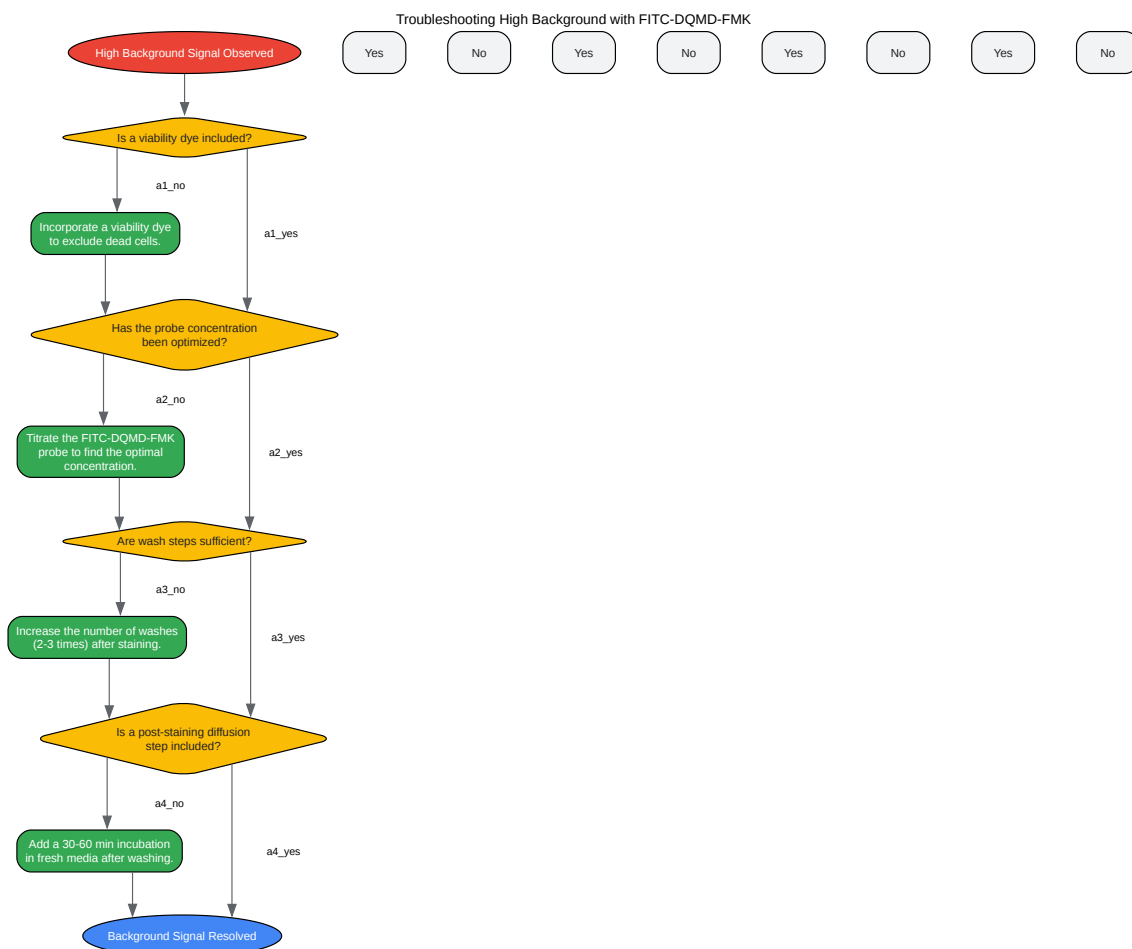 Troubleshooting High Background with FITC-DQMD-FMK
High Background Signal Observed
Yes
No
Yes
No
Yes
No
Yes
No
Is a viability dye included?
a1_no
Incorporate a viability dye
to exclude dead cells.
a1_yes
Has the probe concentration
been optimized?
a2_no
Titrate the FITC-DQMD-FMK
probe to find the optimal
concentration.
a2_yes
Are wash steps sufficient?
a3_no
Increase the number of washes
(2-3 times) after staining.
a3_yes
Is a post-staining diffusion
step included?
a4_no
Add a 30-60 min incubation
in fresh media after washing.
a4_yes
Background Signal Resolved